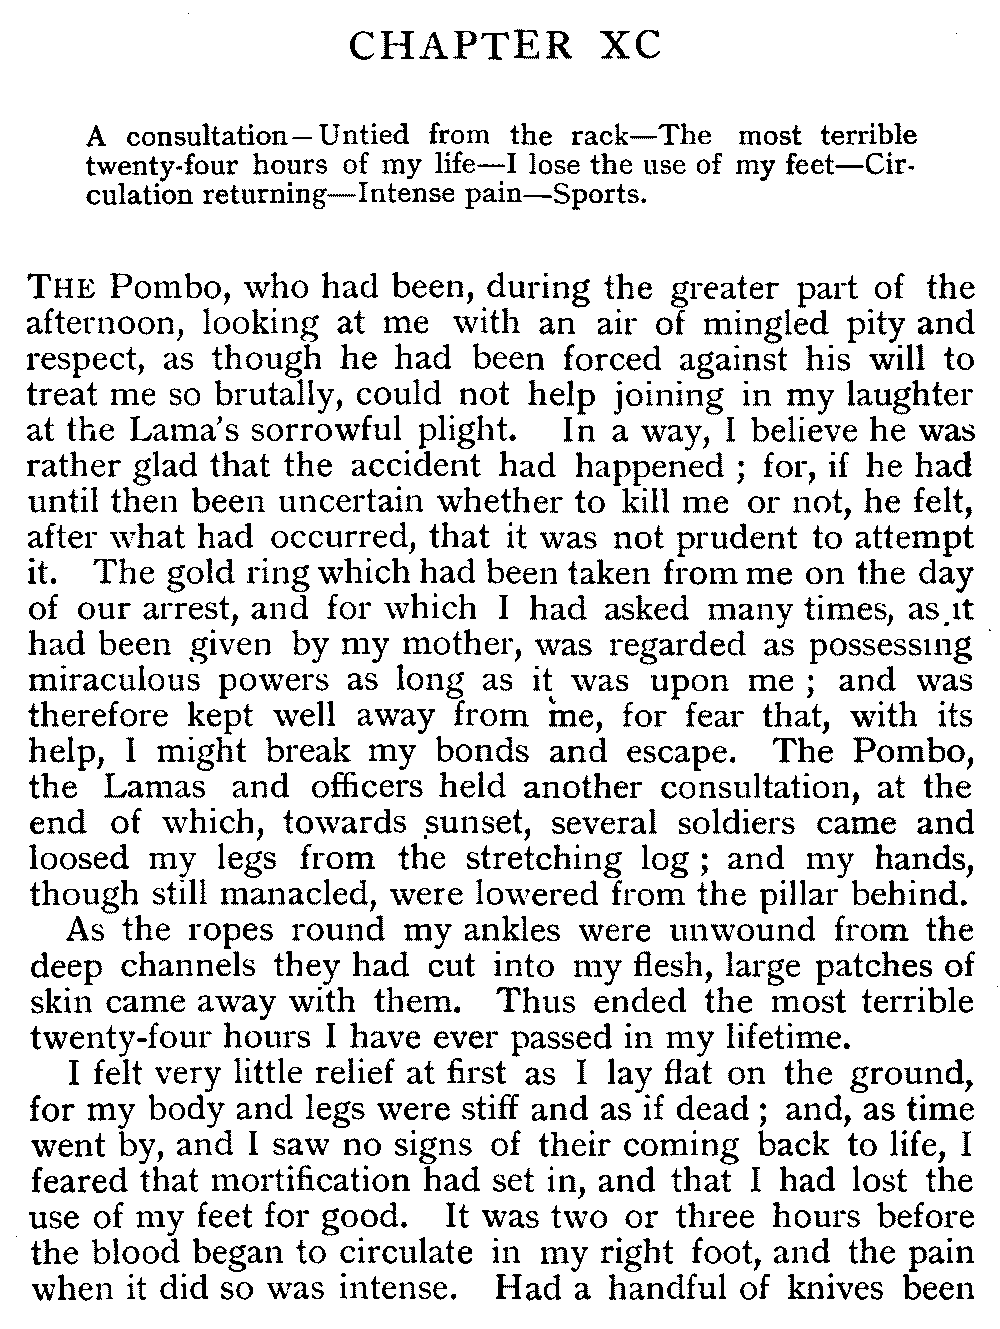 CHAPTER XC
A consultation—Untied from the rack—The most terrible
twenty-four hours of my life—I lose the use of my feet—Cir-
culation returning—Intense pain—Sports.
THE Pombo, who had been, during the greater part of the
afternoon, looking at me with an air of mingled pity and
respect, as though he had been forced against his will to
treat me so brutally, could not help joining in my laughter
at the Lama's sorrowful plight. In a way, I believe he was
rather glad that the accident had happened ; for, if he had
until then been uncertain whether to kill me or not, he felt,
after what had occurred, that it was not prudent to attempt
it. The gold ring which had been taken from me on the day
of our arrest, and for which I had asked many times, as it
had been given by my mother, was regarded as possessing
miraculous powers as long as it was upon me ; and was
therefore kept well away from me, for fear that, with its
help, I might break my bonds and escape. The Pombo,
the Lamas and officers held another consultation, at the
end of which, towards sunset, several soldiers came and
loosed my legs from the stretching log ; and my hands,
though still manacled, were lowered from the pillar behind.
As the ropes round my ankles were unwound from the
deep channels they had cut into my flesh, large patches of
skin came away with them. Thus ended the most terrible
twenty-four hours I have ever passed in my lifetime.
I felt very little relief at first as I lay flat on the ground,
for my body and legs were stiff and as if dead ; and, as time
went by, and I saw no signs of their coming back to life, I
feared that mortification had set in, and that I had lost the
use of my feet for good. It was two or three hours before
the blood began to circulate in my right foot, and the pain
when it did so was intense. Had a handful of knives been